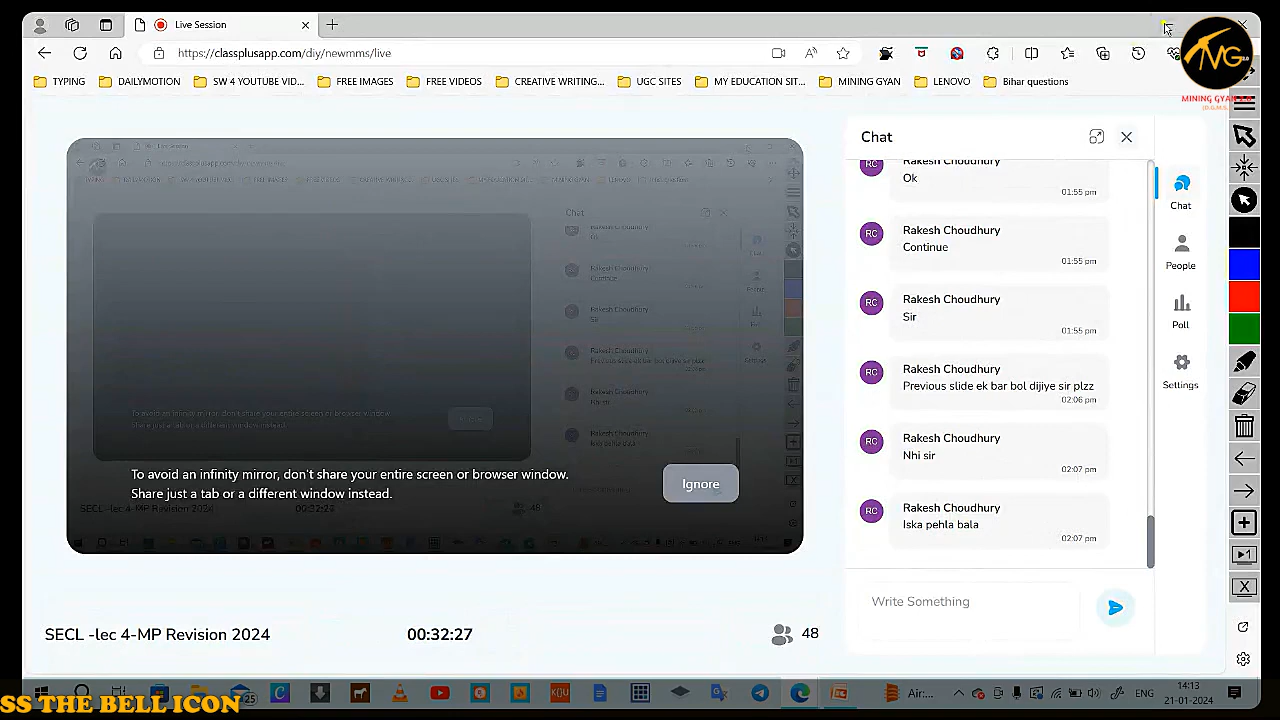 Live Session
https://classplusapp.com/diy/newmms/live
TYPING
DAILYMOTION
SW 4 YOUTUBE VID...
FREE IMAGES
FREE VIDEOS
CREATIVE WRITING...
UGC SITES
MY EDUCATION SIT...
MINING GYAN
LENOVO
Bihar questions
MVG
MINING GYAN 2.0
Chat
Rakesh Choudhury
Ok
01:55 pm
Rakesh Choudhury
Continue
01:55 pm
Rakesh Choudhury
Sir
01:55 pm
Rakesh Choudhury
Previous slide ek bar bol dijiye sir plzz
02:06 pm
Rakesh Choudhury
Nhi sir
02:07 pm
Rakesh Choudhury
Iska pehla bala
02:07 pm
RC
RC
RC
RC
RC
RC
Write Something
Chat
People
Poll
Settings
To avoid an infinity mirror, don't share your entire screen or browser window.
Share just a tab or a different window instead.
Ignore
SECL -lec 4-MP Revision 2024
00:32:27
48
Air:...
ENG
14:13
21-01-2024
SS THE BELL ICON